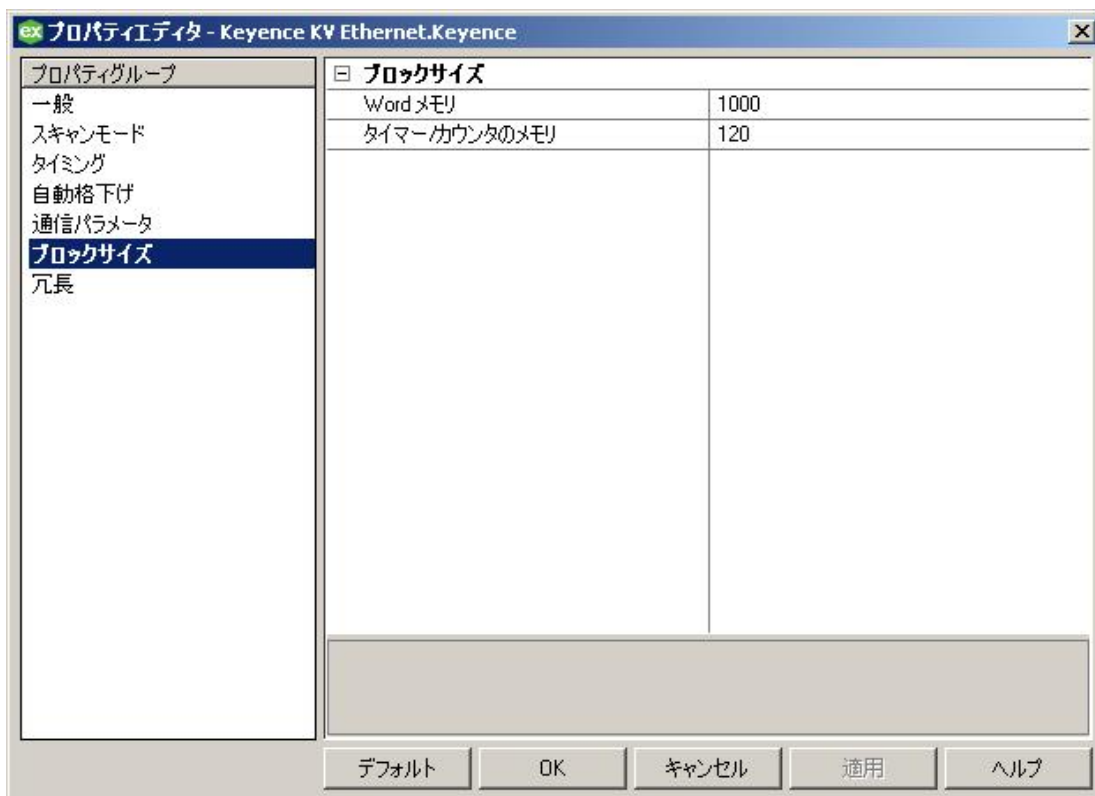 ex プロパティエディタ - Keyence KV Ethernet.Keyence
プロパティグループ
一般
スキャンモード
タイミング
自動格下げ
通信パラメータ
ブロックサイズ
冗長
ブロックサイズ
Word メモリ 1000
タイマー/カウンタのメモリ 120
デフォルト OK キャンセル 適用 ヘルプ